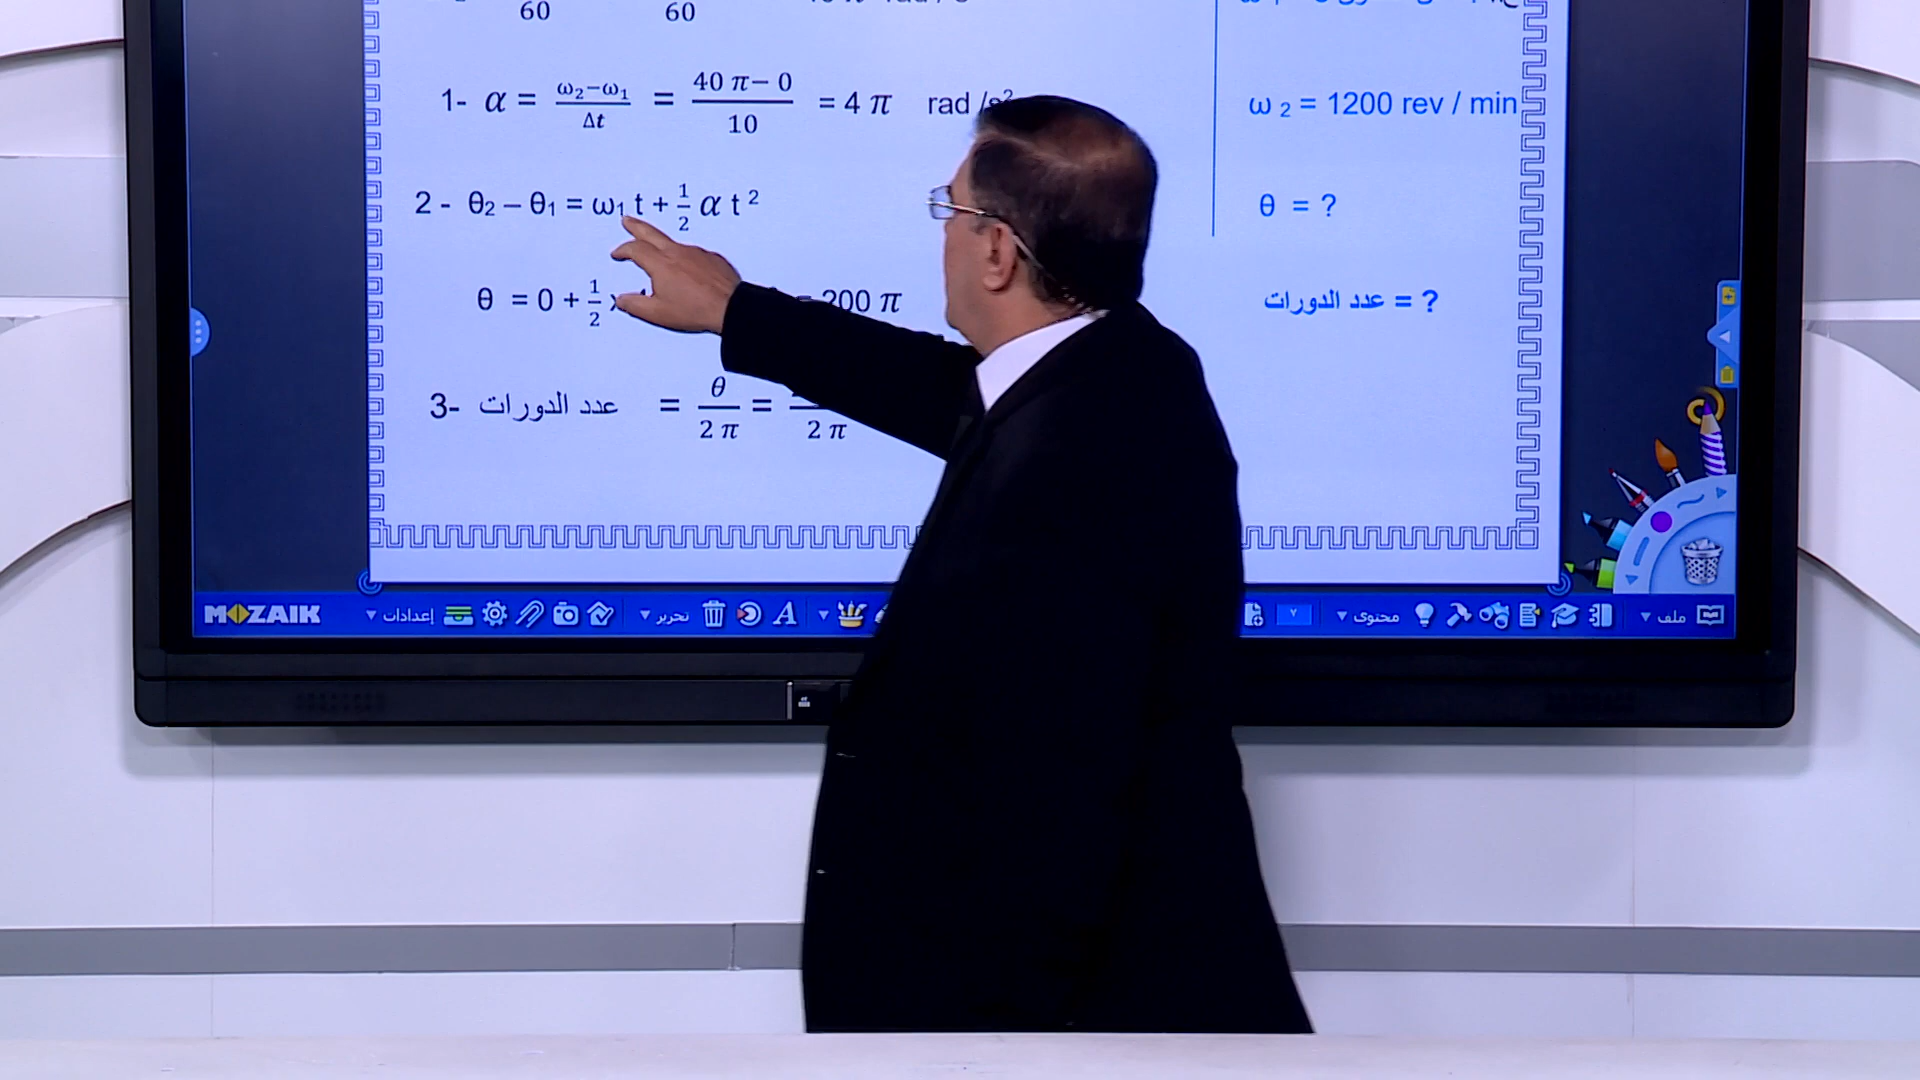 60 60
1- α = ω₂−ω₁ / Δt = 40 π− 0 / 10 = 4 π rad /s²
ω ₂ = 1200 rev / min
2 - θ₂ – θ₁ = ω₁ t + 1/2 α t ²
θ = ?
θ = 0 + 1/2 = 200 π
عدد الدورات = ?
3- عدد الدورات = θ / 2 π = / 2 π
MOZAIK إعدادات تحرير A ٧ محتوى ملف